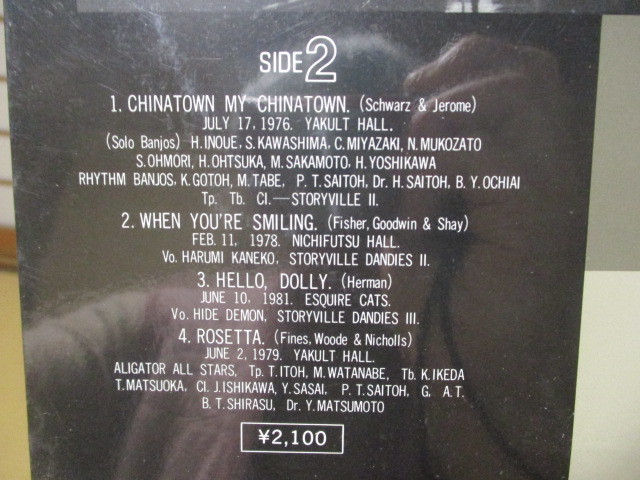 SIDE 2
1. CHINATOWN MY CHINATOWN. (Schwarz & Jerome)
JULY 17, 1976. YAKULT HALL.
(Solo Banjos) H. INOUE, S. KAWASHIMA, C. MIYAZAKI, N. MUKOZATO
S. OHMORI, H. OHTSUKA, M. SAKAMOTO, H. YOSHIKAWA
RHYTHM BANJOS, K. GOTOH, M. TABE, P. T. SAITOH, Dr. H. SAITOH, B. Y. OCHIAI
Tp. Tb. Cl.—STORYVILLE II.
2. WHEN YOU'RE SMILING. (Fisher, Goodwin & Shay)
FEB. 11, 1978. NICHIFUTSU HALL.
Vo. HARUMI KANEKO, STORYVILLE DANDIES II.
3. HELLO, DOLLY. (Herman)
JUNE 10, 1981. ESQUIRE CATS.
Vo. HIDE DEMON, STORYVILLE DANDIES III.
4. ROSETTA. (Fines, Woode & Nicholls)
JUNE 2, 1979. YAKULT HALL.
ALIGATOR ALL STARS, Tp. T. ITOH, M. WATANABE, Tb. K. IKEDA
T. MATSUOKA, Cl. J. ISHIKAWA, Y. SASAI, P. T. SAITOH, G. A. T.
B. T. SHIRASU, Dr. Y. MATSUMOTO
¥2,100